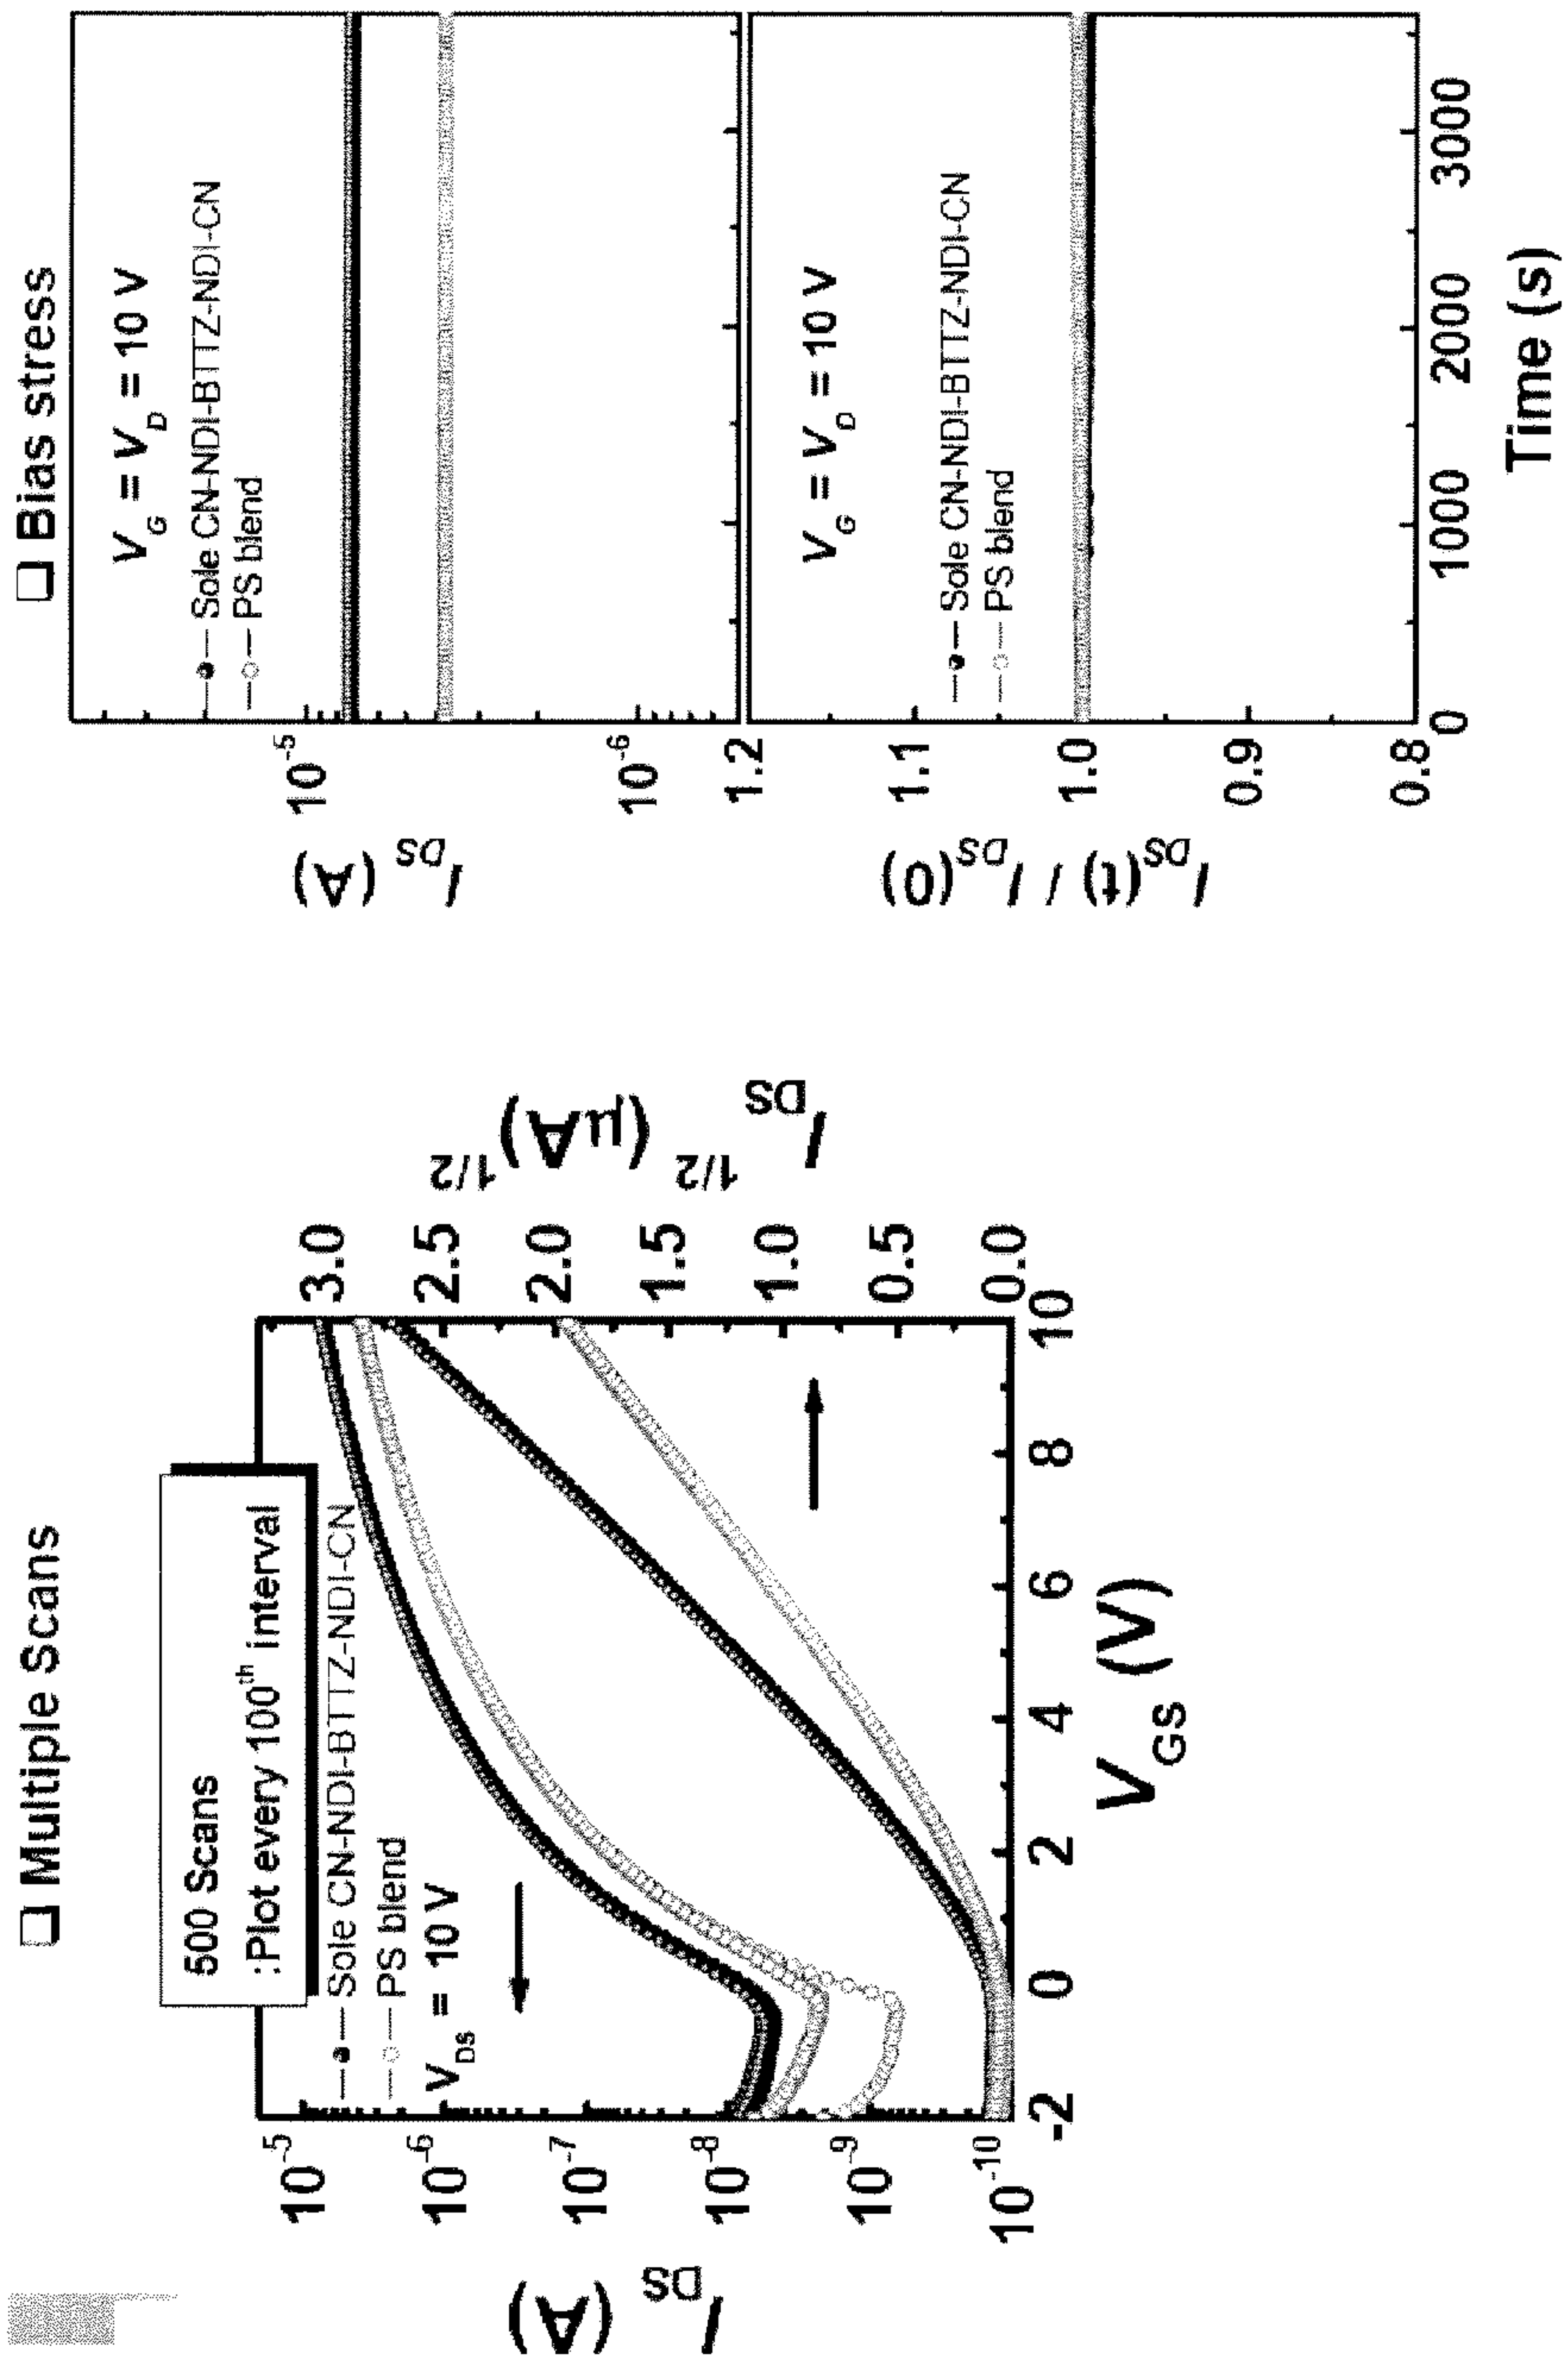 ❑ Multiple Scans
500 Scans
:Plot every 100th interval
Sole CN-NDI-BTTZ-NDI-CN
PS blend
VDS = 10 V
IDS (A)
10-5
10-6
10-7
10-8
10-9
10-10
-2
0
2
4
6
8
10
VGS (V)
3.0
2.5
2.0
1.5
1.0
0.5
0.0
IDS 1/2 (μA)1/2
❑ Bias stress
VG = VD = 10 V
Sole CN-NDI-BTTZ-NDI-CN
PS blend
IDS (A)
10-5
10-6
VG = VD = 10 V
Sole CN-NDI-BTTZ-NDI-CN
PS blend
IDS(t) / IDS(0)
1.2
1.1
1.0
0.9
0.8
0
1000
2000
3000
Time (s)